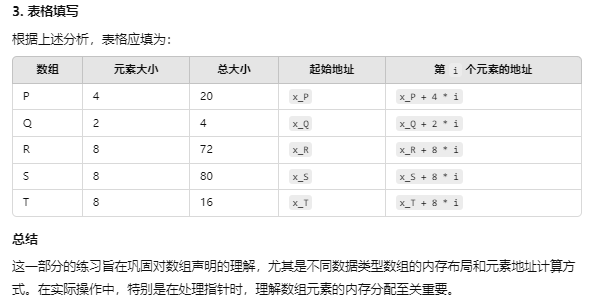 3. 表格填写
根据上述分析，表格应填为：
数组 元素大小 总大小 起始地址 第 i 个元素的地址
P 4 20 x_P x_P + 4 * i
Q 2 4 x_Q x_Q + 2 * i
R 8 72 x_R x_R + 8 * i
S 8 80 x_S x_S + 8 * i
T 8 16 x_T x_T + 8 * i
总结
这一部分的练习旨在巩固对数组声明的理解，尤其是不同数据类型数组的内存布局和元素地址计算方
式。在实际操作中，特别是在处理指针时，理解数组元素的内存分配至关重要。